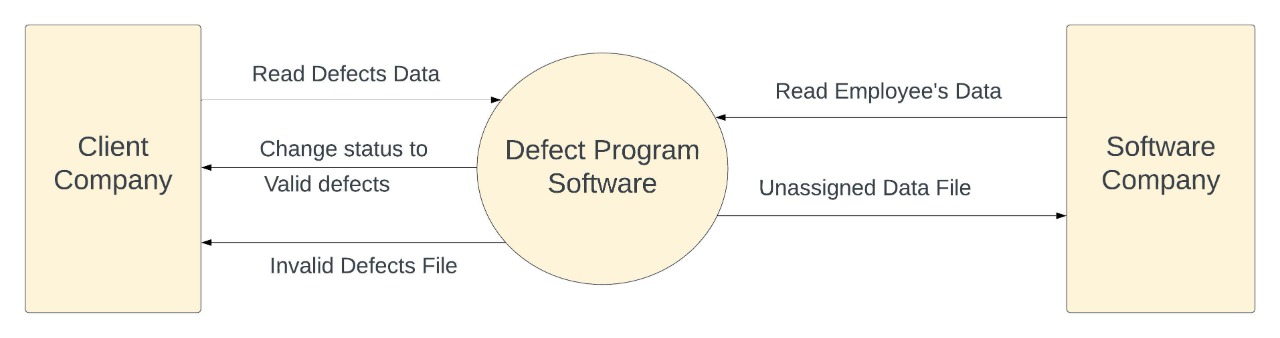 Client
Company
Read Defects Data
Change status to
Valid defects
Invalid Defects File
Defect Program
Software
Read Employee's Data
Unassigned Data File
Software
Company